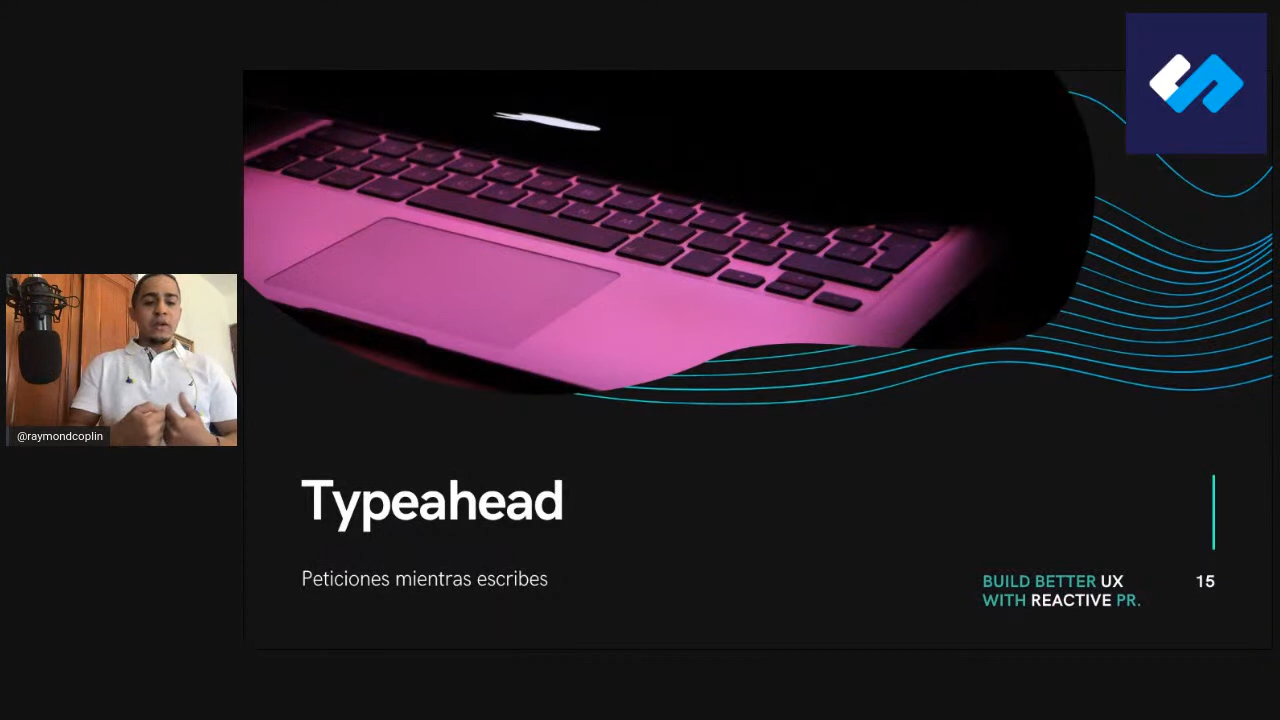 @raymondcoplin
Typeahead
Peticiones mientras escribes
BUILD BETTER UX
WITH REACTIVE PR.
15